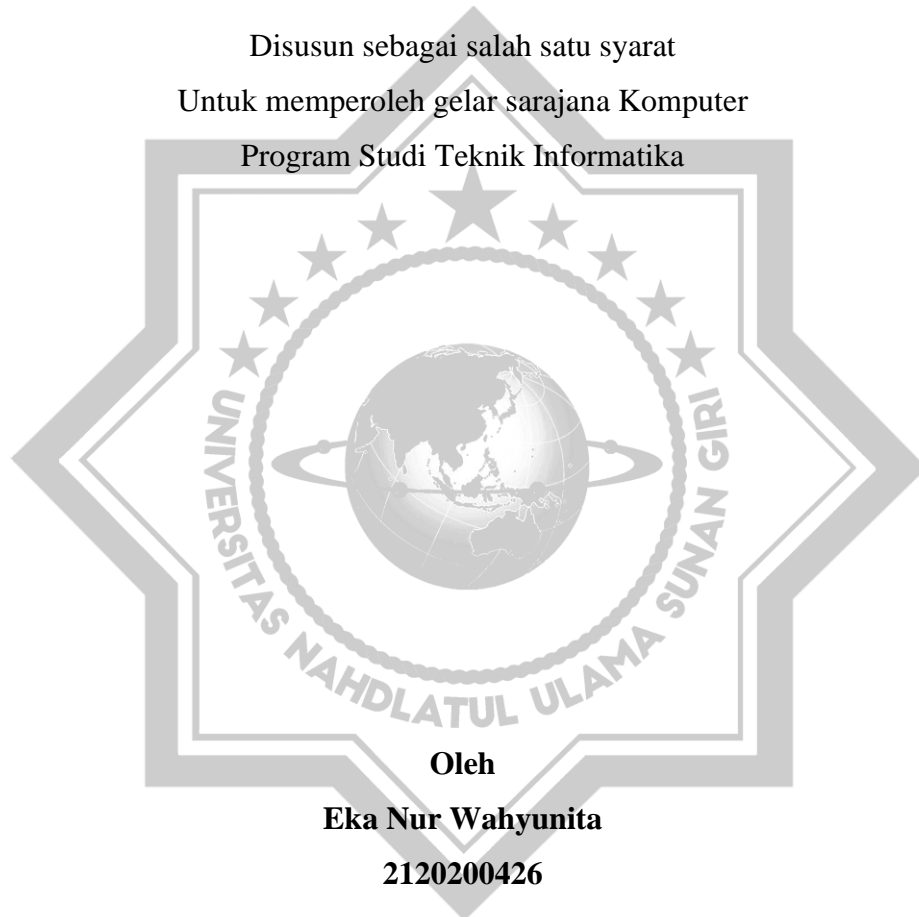 Disusun sebagai salah satu syarat
Untuk memperoleh gelar sarajana Komputer
Program Studi Teknik Informatika
UNIVERSITAS NAHDLATUL ULAMA SUNAN GIRI
Oleh
Eka Nur Wahyunita
2120200426